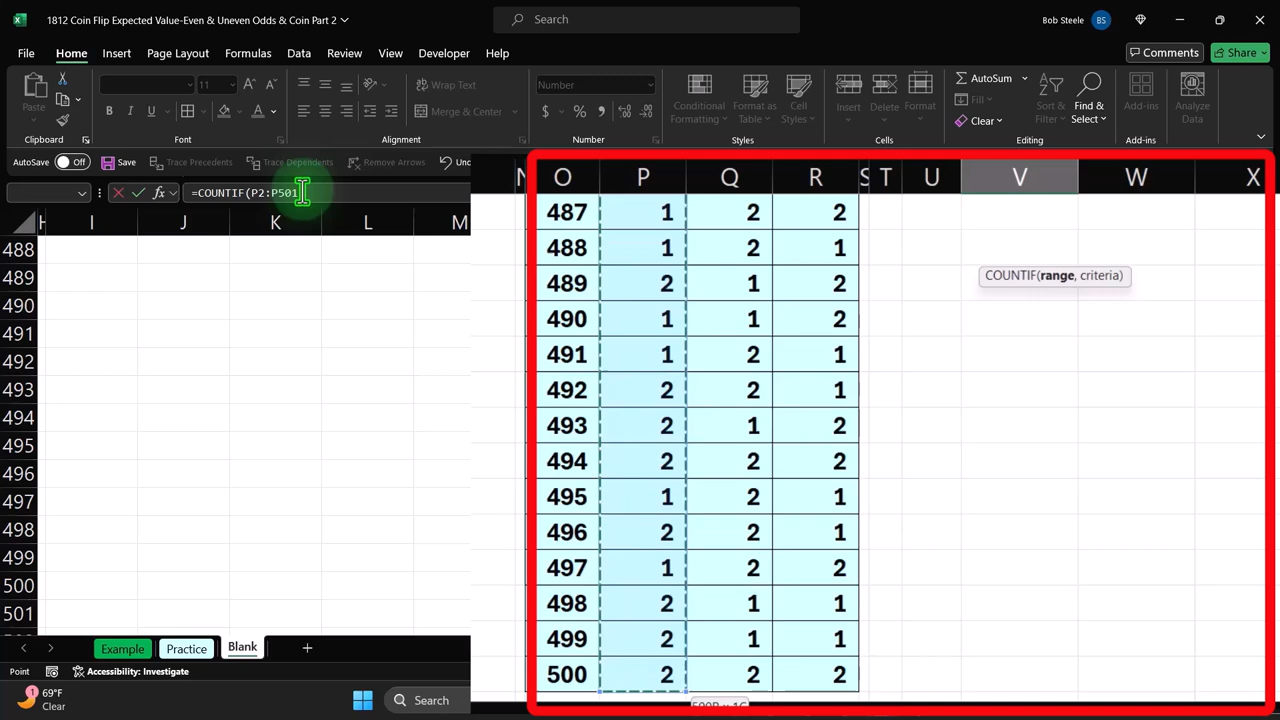 1812 Coin Flip Expected Value-Even & Uneven Odds & Coin Part 2
Search
Bob Steele
BS
File Home Insert Page Layout Formulas Data Review View Developer Help
Comments
Share
Paste
11
Wrap Text
Merge & Center
Number
Conditional Formatting
Format as Table
Cell Styles
Insert
Delete
Format
AutoSum
Fill
Clear
Sort & Filter
Find & Select
Add-ins
Analyze Data
Clipboard
Font
Alignment
Number
Styles
Cells
Editing
Add-ins
AutoSave Off Save Trace Precedents Trace Dependents Remove Arrows
=COUNTIF(P2:P501
H I J K L M
488
489
490
491
492
493
494
495
496
497
498
499
500
501
O P Q R S T U V W X
487 1 2 2
488 1 2 1
489 2 1 2
490 1 1 2
491 1 2 1
492 2 2 1
493 2 1 2
494 2 2 2
495 1 2 1
496 2 2 1
497 1 2 2
498 2 1 1
499 2 1 1
500 2 2 2
COUNTIF(range, criteria)
500R x 1C
Example Practice Blank
Point
Accessibility: Investigate
1
69°F
Clear
Search